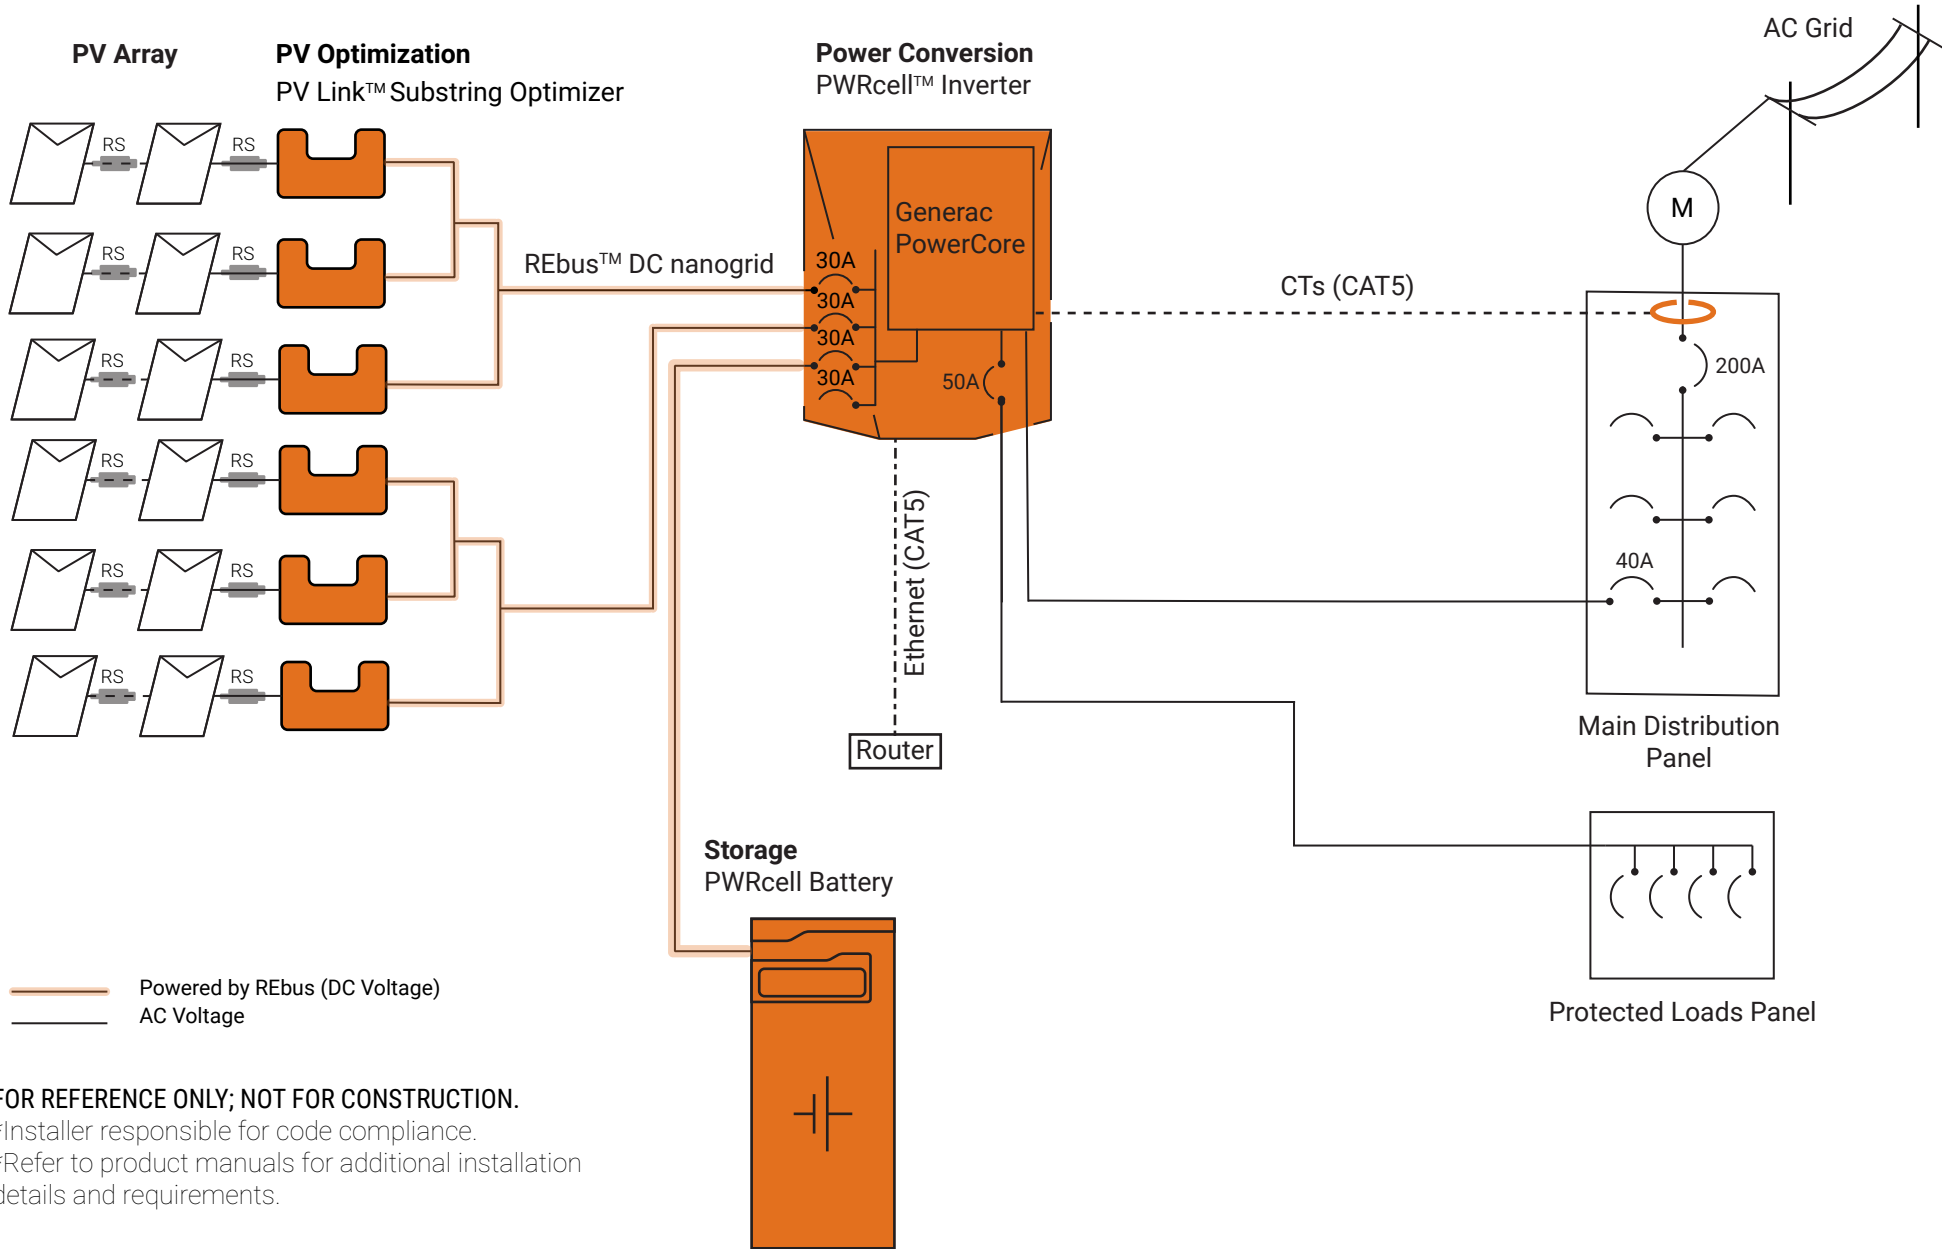 PV Array
PV Optimization
PV Link™ Substring Optimizer
Power Conversion
PWRcell™ Inverter
AC Grid
RS
RS
RS
RS
RS
RS
RS
RS
RS
RS
RS
RS
Generac
PowerCore
30A
30A
30A
30A
50A
REbus™ DC nanogrid
CTs (CAT5)
M
200A
40A
Ethernet (CAT5)
Router
Main Distribution
Panel
Storage
PWRcell Battery
Protected Loads Panel
Powered by REbus (DC Voltage)
AC Voltage
FOR REFERENCE ONLY; NOT FOR CONSTRUCTION.
*Installer responsible for code compliance.
*Refer to product manuals for additional installation
details and requirements.